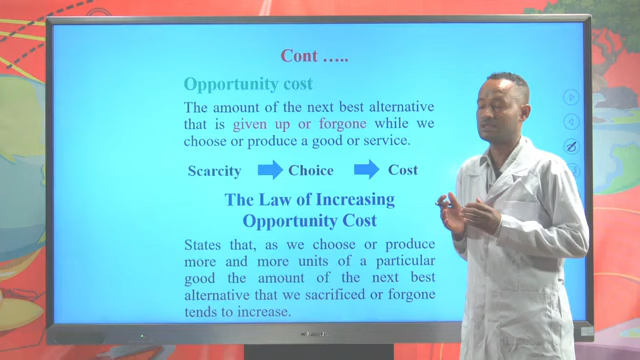 Cont …..
Opportunity cost
The amount of the next best alternative
that is given up or forgone while we
choose or produce a good or service.
Scarcity Choice Cost
The Law of Increasing
Opportunity Cost
States that, as we choose or produce
more and more units of a particular
good the amount of the next best
alternative that we sacrificed or forgone
tends to increase.